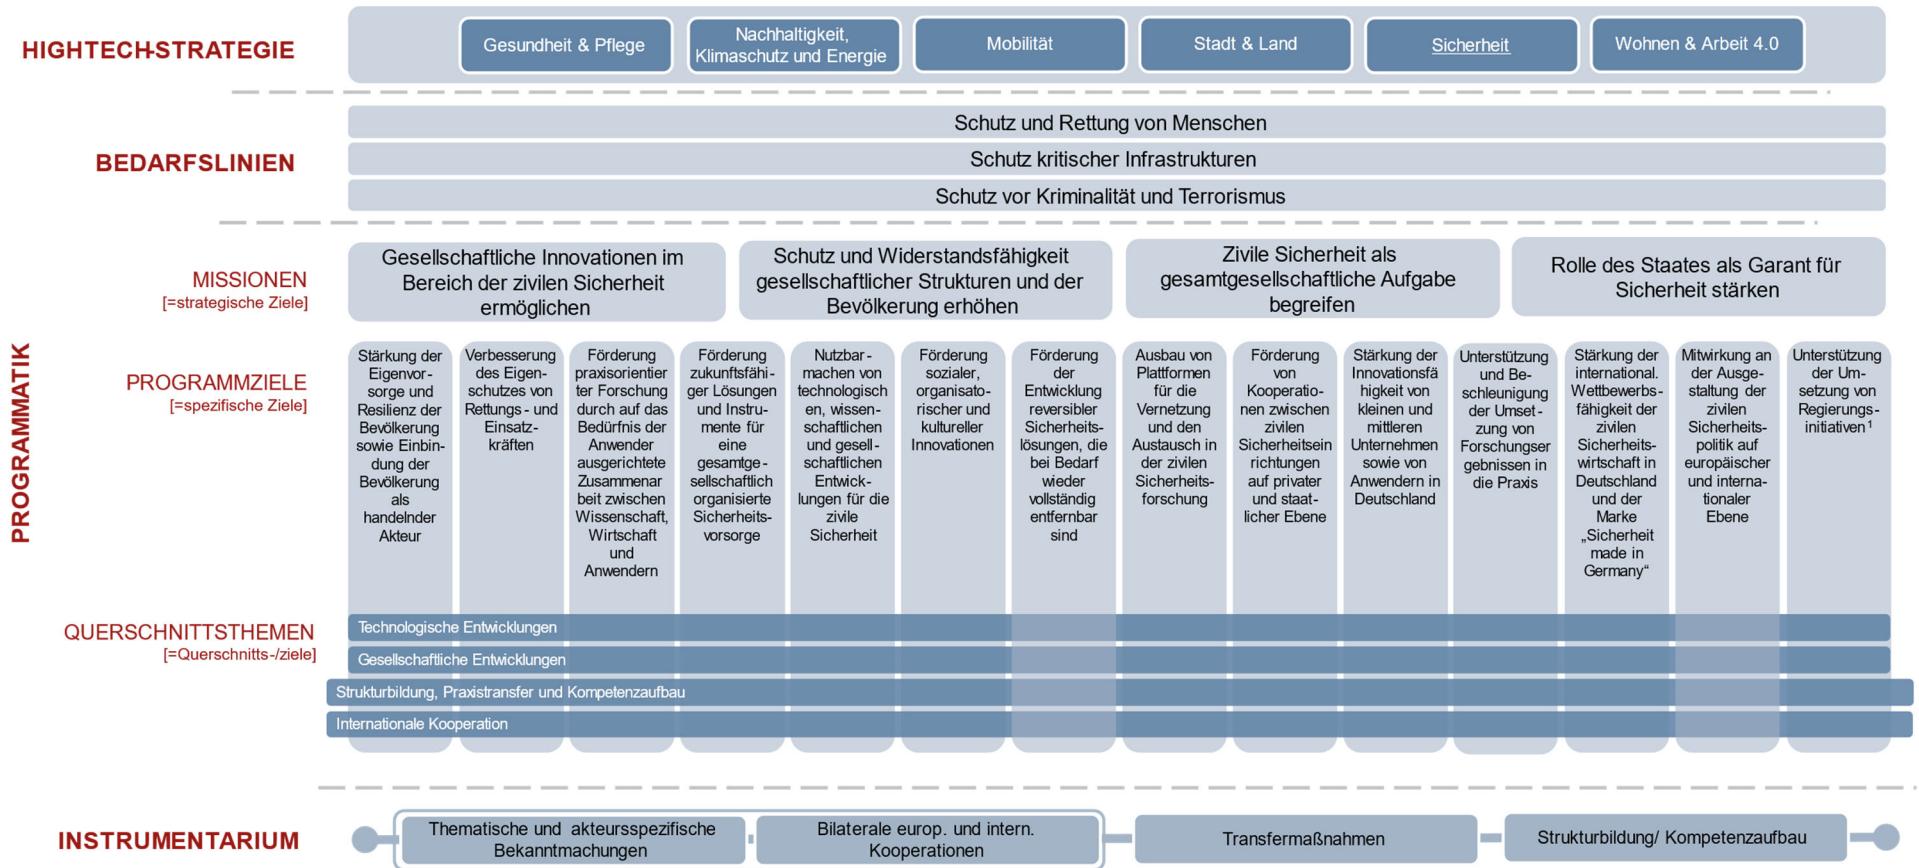 HIGHTECH-STRATEGIE
Gesundheit & Pflege
Nachhaltigkeit,
Klimaschutz und Energie
Mobilität
Stadt & Land
Sicherheit
Wohnen & Arbeit 4.0
BEDARFSLINIEN
Schutz und Rettung von Menschen
Schutz kritischer Infrastrukturen
Schutz vor Kriminalität und Terrorismus
PROGRAMMATIK
MISSIONEN
[=strategische Ziele]
Gesellschaftliche Innovationen im
Bereich der zivilen Sicherheit
ermöglichen
Schutz und Widerstandsfähigkeit
gesellschaftlicher Strukturen und der
Bevölkerung erhöhen
Zivile Sicherheit als
gesamtgesellschaftliche Aufgabe
begreifen
Rolle des Staates als Garant für
Sicherheit stärken
PROGRAMMZIELE
[=spezifische Ziele]
Stärkung der
Eigenvor-
sorge und
Resilienz der
Bevölkerung
sowie Einbin-
dung der
Bevölkerung
als
handelnder
Akteur
Verbesserung
des Eigen-
schutzes von
Rettungs- und
Einsatz-
kräften
Förderung
praxisorientier
ter Forschung
durch auf das
Bedürfnis der
Anwender
ausgerichtete
Zusammenar
beit zwischen
Wissenschaft,
Wirtschaft
und
Anwendern
Förderung
zukunftsfähi-
ger Lösungen
und Instru-
mente für
eine
gesamtge-
sellschaftlich
organisierte
Sicherheits-
vorsorge
Nutzbar-
machen von
technologisch
en, wissen-
schaftlichen
und gesell-
schaftlichen
Entwick-
lungen für die
zivile
Sicherheit
Förderung
sozialer,
organisato-
rischer und
kultureller
Innovationen
Förderung
der
Entwicklung
reversibler
Sicherheits-
lösungen, die
bei Bedarf
wieder
vollständig
entfernbar
sind
Ausbau von
Plattformen
für die
Vernetzung
und den
Austausch in
der zivilen
Sicherheits-
forschung
Förderung
von
Kooperatio-
nen zwischen
zivilen
Sicherheitsein
richtungen
auf privater
und staat-
licher Ebene
Stärkung der
Innovationsfä
higkeit von
kleinen und
mittleren
Unternehmen
sowie von
Anwendern in
Deutschland
Unterstützung
und Be-
schleunigung
der Umset-
zung von
Forschungser
gebnissen in
die Praxis
Stärkung der
international.
Wettbewerbs-
fähigkeit der
zivilen
Sicherheits-
wirtschaft in
Deutschland
und der
Marke
„Sicherheit
made in
Germany“
Mitwirkung an
der Ausge-
staltung der
zivilen
Sicherheits-
politik auf
europäischer
und interna-
tionaler
Ebene
Unterstützung
der Um-
setzung von
Regierungs-
initiativen¹
QUERSCHNITTSTHEMEN
[=Querschnitts-/ziele]
Technologische Entwicklungen
Gesellschaftliche Entwicklungen
Strukturbildung, Praxistransfer und Kompetenzaufbau
Internationale Kooperation
INSTRUMENTARIUM
Thematische und akteursspezifische
Bekanntmachungen
Bilaterale europ. und intern.
Kooperationen
Transfermaßnahmen
Strukturbildung/ Kompetenzaufbau